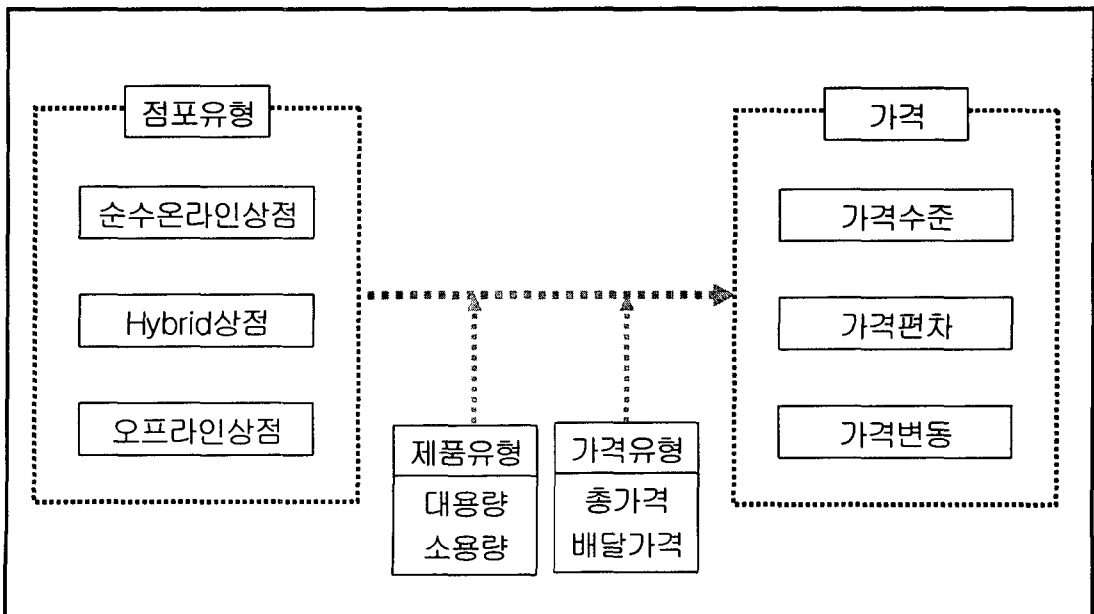 점포유형
순수온라인상점
Hybrid상점
오프라인상점
제품유형
대용량
소용량
가격유형
총가격
배달가격
가격
가격수준
가격편차
가격변동